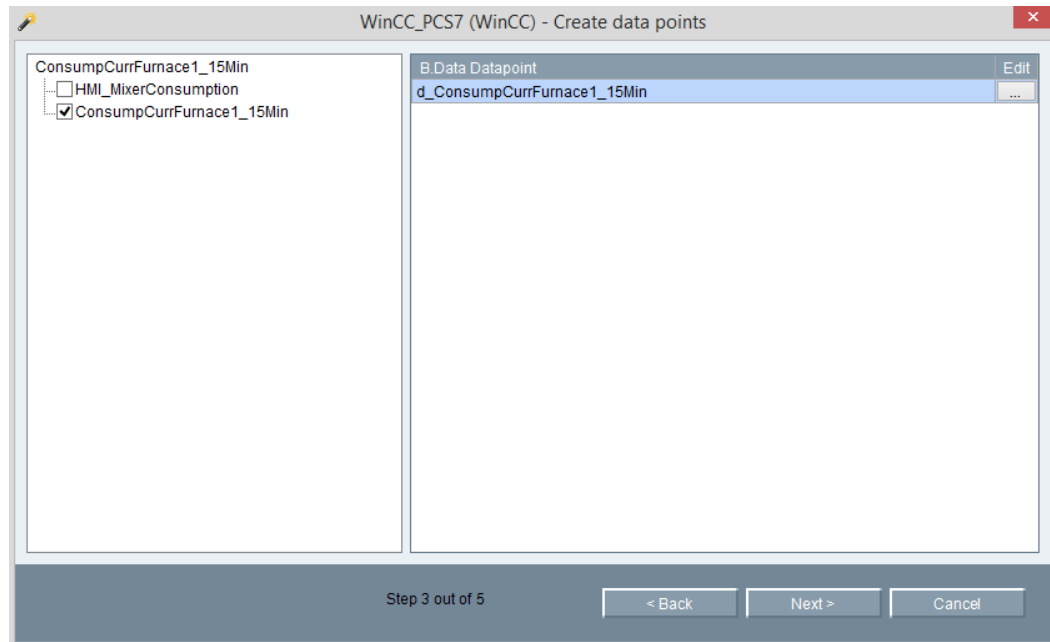 WinCC_PCS7 (WinCC) - Create data points
ConsumpCurrFurnace1_15Min
HMI_MixerConsumption
ConsumpCurrFurnace1_15Min
B.Data Datapoint Edit
d_ConsumpCurrFurnace1_15Min ...
Step 3 out of 5
< Back Next > Cancel